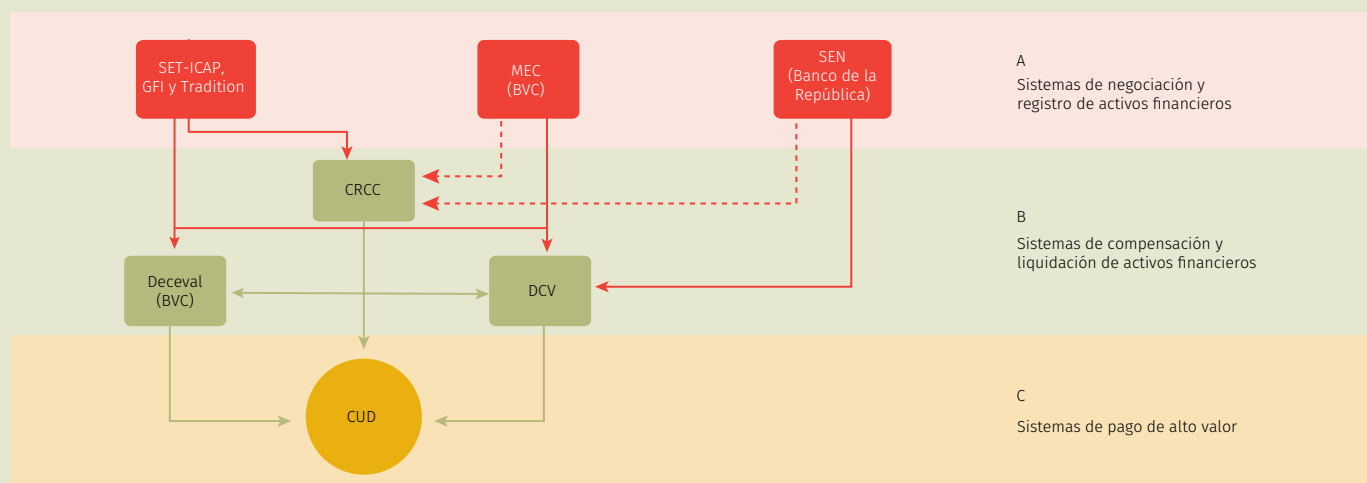 SET-ICAP,
GFI y Tradition
MEC
(BVC)
SEN
(Banco de la
República)
A
Sistemas de negociación y
registro de activos financieros
CRCC
B
Sistemas de compensación y
liquidación de activos financieros
Deceval
(BVC)
DCV
CUD
C
Sistemas de pago de alto valor